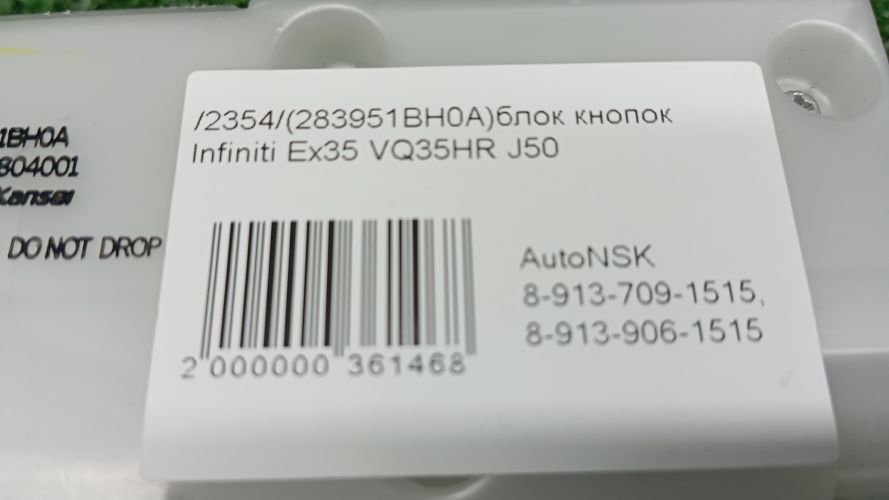 /2354/(283951BH0A)блок кнопок
Infiniti Ex35 VQ35HR J50
1BH0A
804001
Kansei
DO NOT DROP
AutoNSK
8-913-709-1515,
8-913-906-1515
2 000000 361468